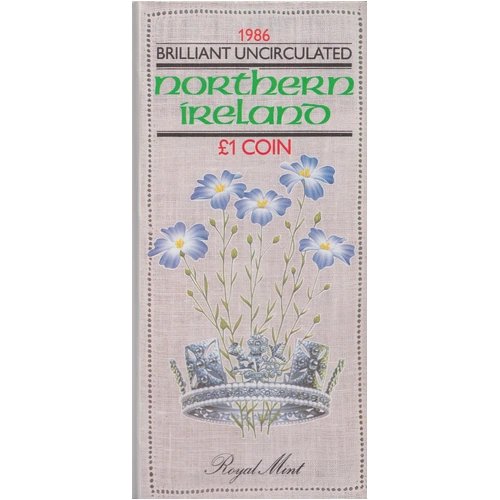 1986
BRILLIANT UNCIRCULATED
northern
ireland
£1 COIN
Royal Mint